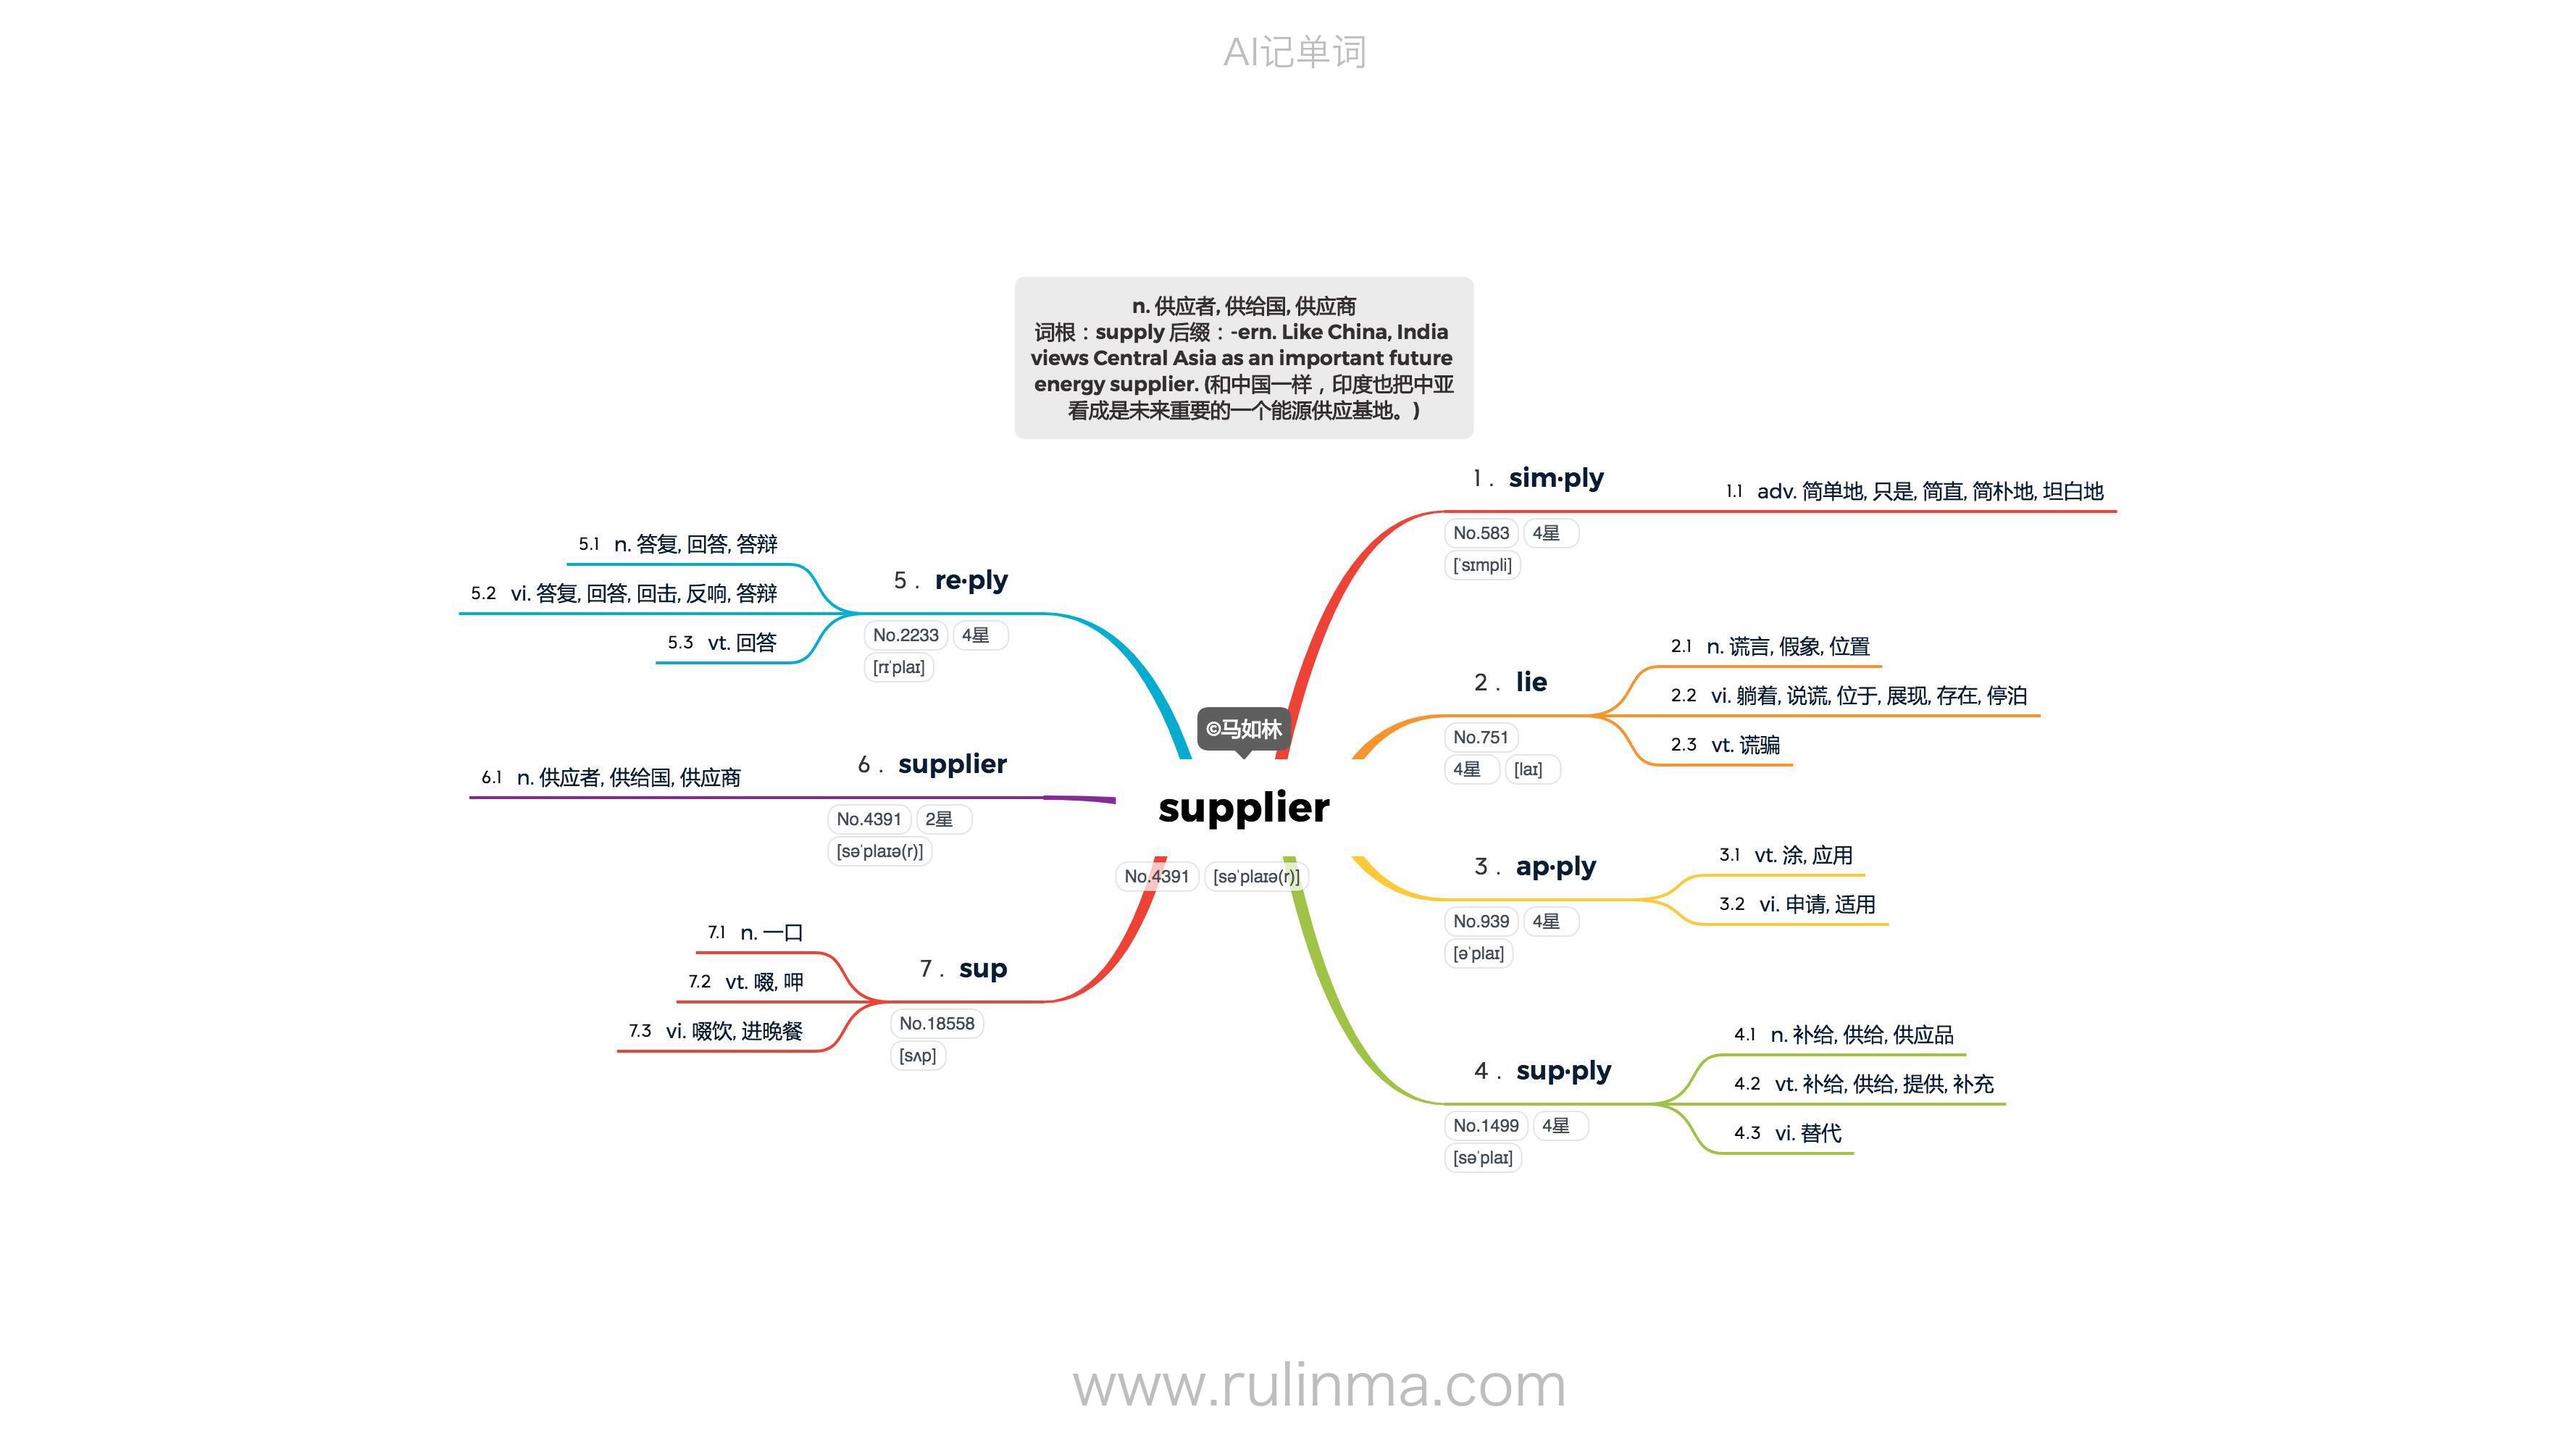 AI记单词
n. 供应者, 供给国, 供应商
词根：supply 后缀：-ern. Like China, India
views Central Asia as an important future
energy supplier. (和中国一样，印度也把中亚
看成是未来重要的一个能源供应基地。)
©马如林
supplier
No.4391 [səˈplaɪə(r)]
1. sim·ply
No.583 4星
[ˈsɪmpli]
1.1 adv. 简单地, 只是, 简直, 简朴地, 坦白地
2. lie
No.751
4星 [laɪ]
2.1 n. 谎言, 假象, 位置
2.2 vi. 躺着, 说谎, 位于, 展现, 存在, 停泊
2.3 vt. 谎骗
3. ap·ply
No.939 4星
[əˈplaɪ]
3.1 vt. 涂, 应用
3.2 vi. 申请, 适用
4. sup·ply
No.1499 4星
[səˈplaɪ]
4.1 n. 补给, 供给, 供应品
4.2 vt. 补给, 供给, 提供, 补充
4.3 vi. 替代
5. re·ply
No.2233 4星
[rɪˈplaɪ]
5.1 n. 答复, 回答, 答辩
5.2 vi. 答复, 回答, 回击, 反响, 答辩
5.3 vt. 回答
6. supplier
No.4391 2星
[səˈplaɪə(r)]
6.1 n. 供应者, 供给国, 供应商
7. sup
No.18558
[sʌp]
7.1 n. 一口
7.2 vt. 啜, 呷
7.3 vi. 啜饮, 进晚餐
www.rulinma.com